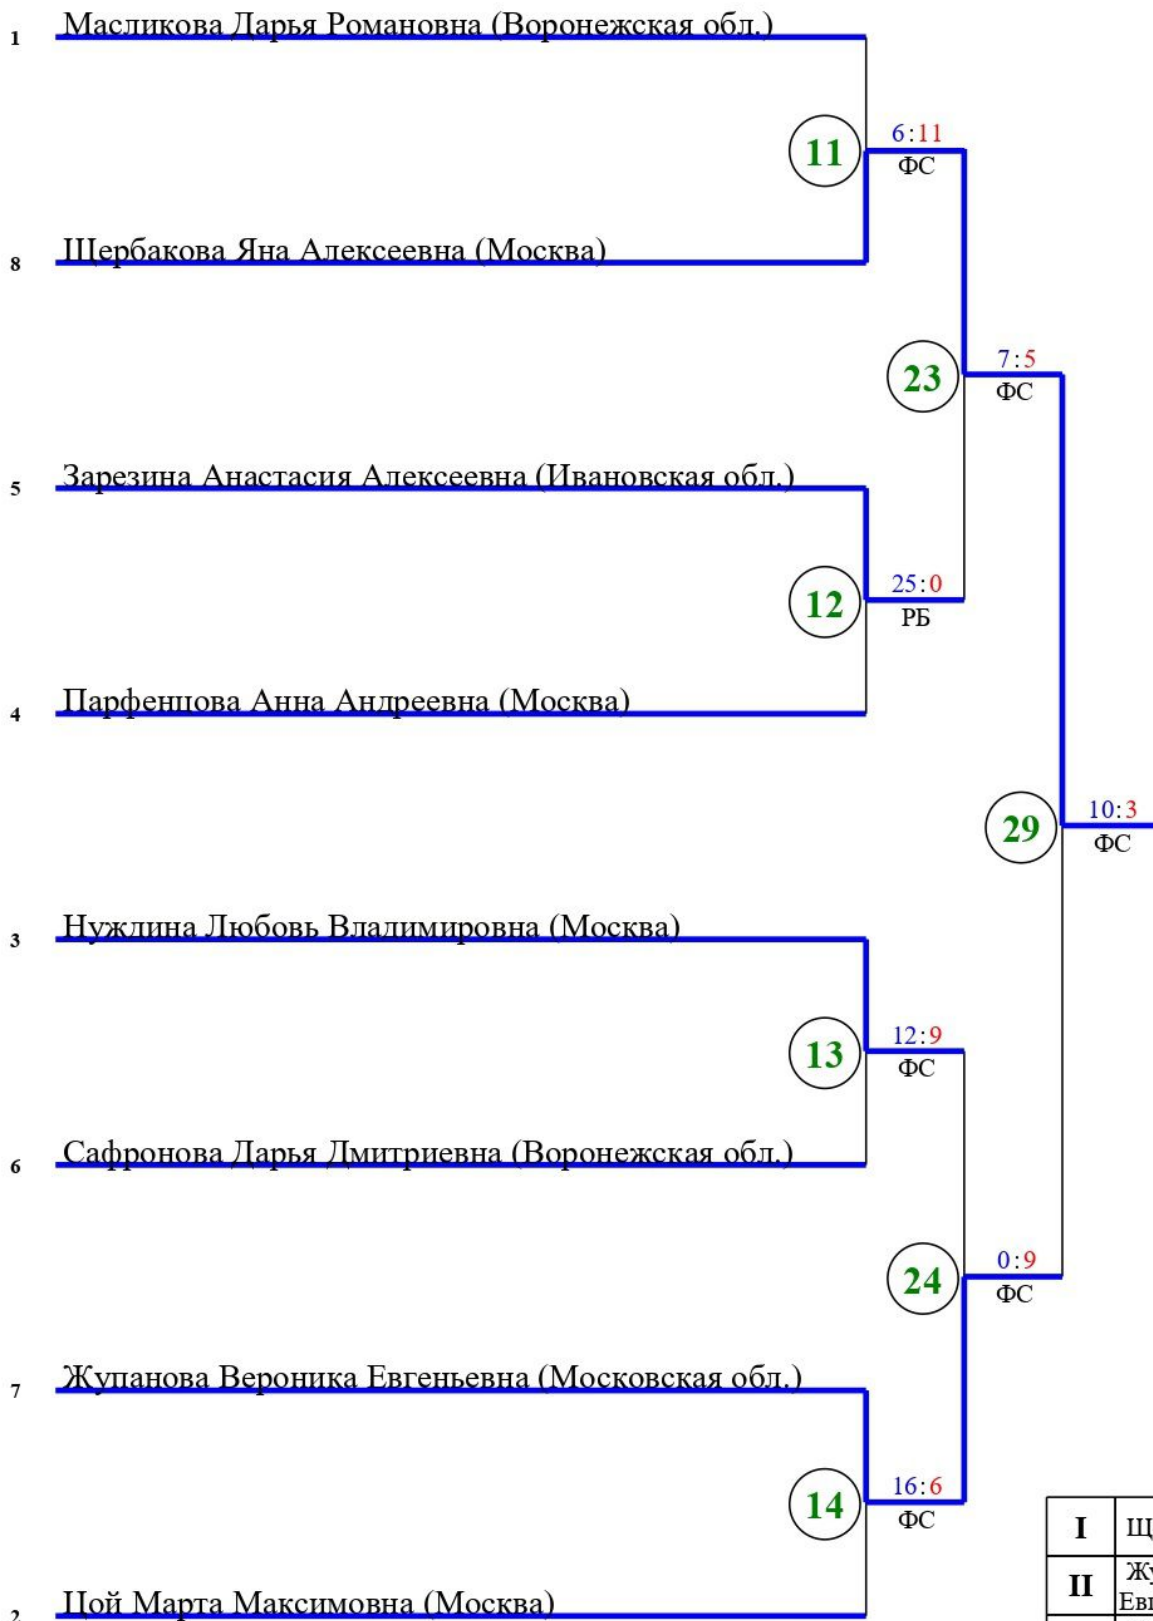 1 Масликова Дарья Романовна (Воронежская обл.)
11 6:11
ФС
8 Щербакова Яна Алексеевна (Москва)
23 7:5
ФС
5 Зарезина Анастасия Алексеевна (Ивановская обл.)
12 25:0
РБ
4 Парфенцова Анна Андреевна (Москва)
29 10:3
ФС
3 Нуждина Любовь Владимировна (Москва)
13 12:9
ФС
6 Сафронова Дарья Дмитриевна (Воронежская обл.)
24 0:9
ФС
7 Жупанова Вероника Евгеньевна (Московская обл.)
14 16:6
ФС
I
II
2 Цой Марта Максимовна (Москва)